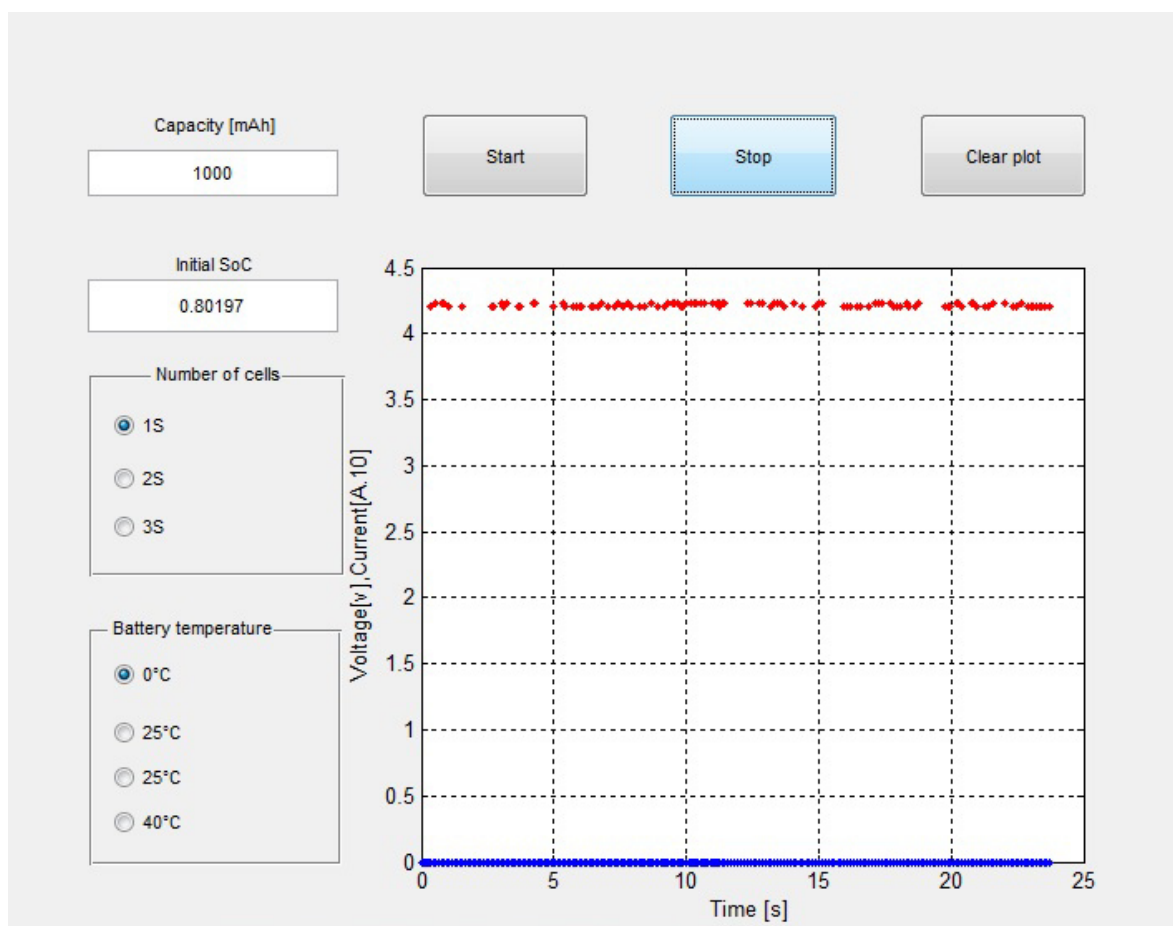 Capacity [mAh]
1000
Start
Stop
Clear plot
Initial SoC
0.80197
Number of cells
1S
2S
3S
Battery temperature
0°C
25°C
25°C
40°C
Voltage[v],Current[A.10]
4.5
4
3.5
3
2.5
2
1.5
1
0.5
0
0 5 10 15 20 25
Time [s]